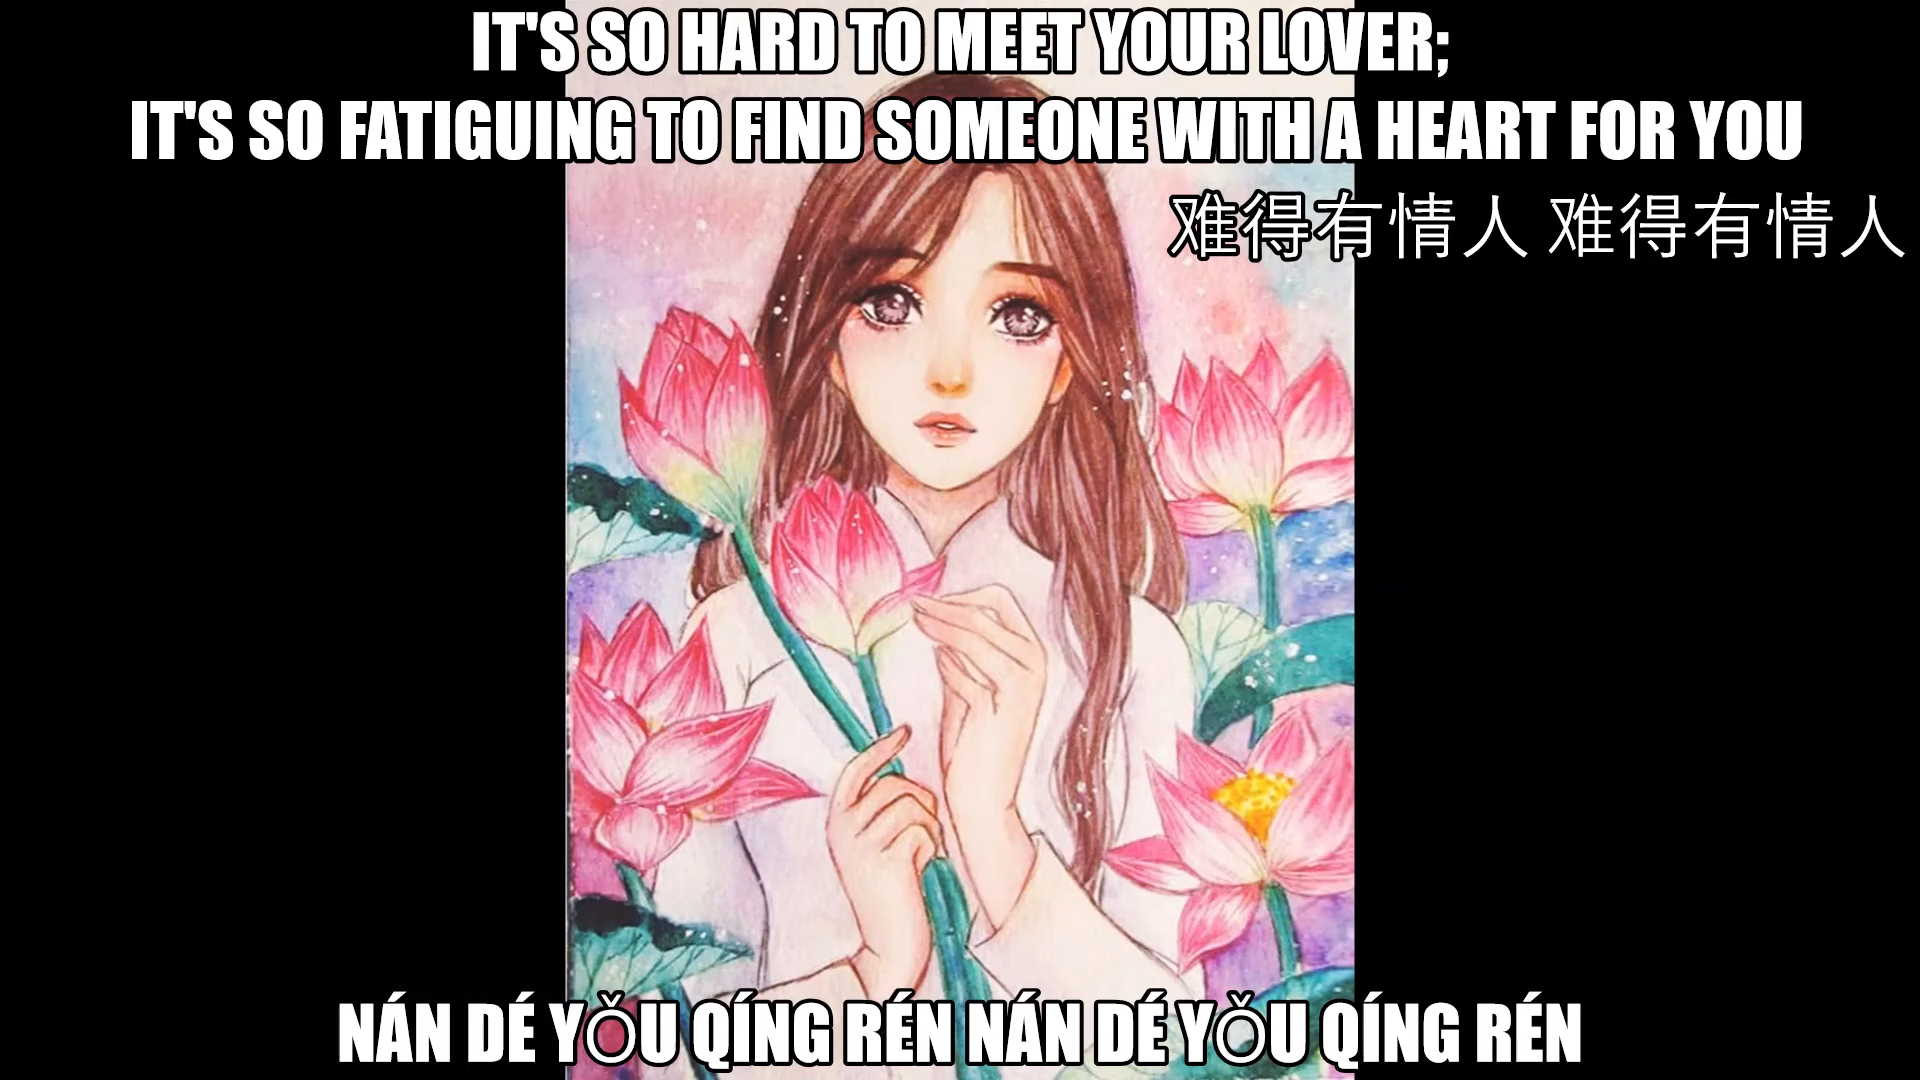 IT'S SO HARD TO MEET YOUR LOVER;
IT'S SO FATIGUING TO FIND SOMEONE WITH A HEART FOR YOU
难得有情人 难得有情人
NÁN DÉ YǑU QÍNG RÉN NÁN DÉ YǑU QÍNG RÉN